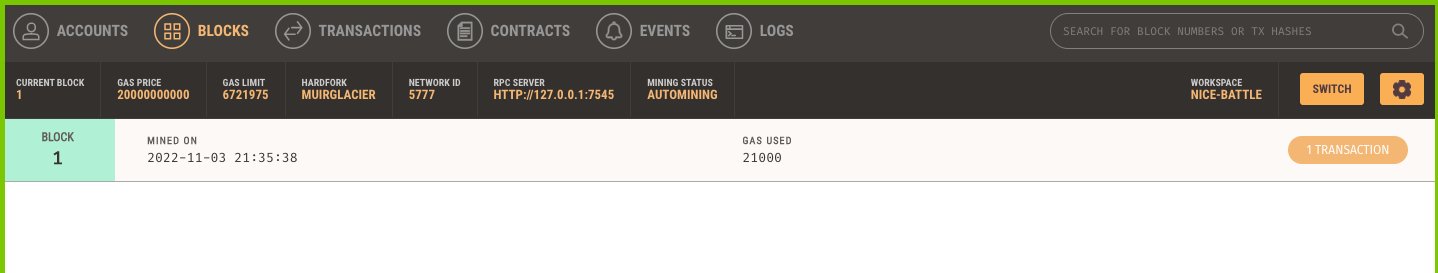 ACCOUNTS BLOCKS TRANSACTIONS CONTRACTS EVENTS LOGS SEARCH FOR BLOCK NUMBERS OR TX HASHES
CURRENT BLOCK GAS PRICE GAS LIMIT HARDFORK NETWORK ID RPC SERVER MINING STATUS WORKSPACE
1 20000000000 6721975 MUIRGLACIER 5777 HTTP://127.0.0.1:7545 AUTOMINING NICE-BATTLE SWITCH
BLOCK MINED ON GAS USED
1 2022-11-03 21:35:38 21000 1 TRANSACTION